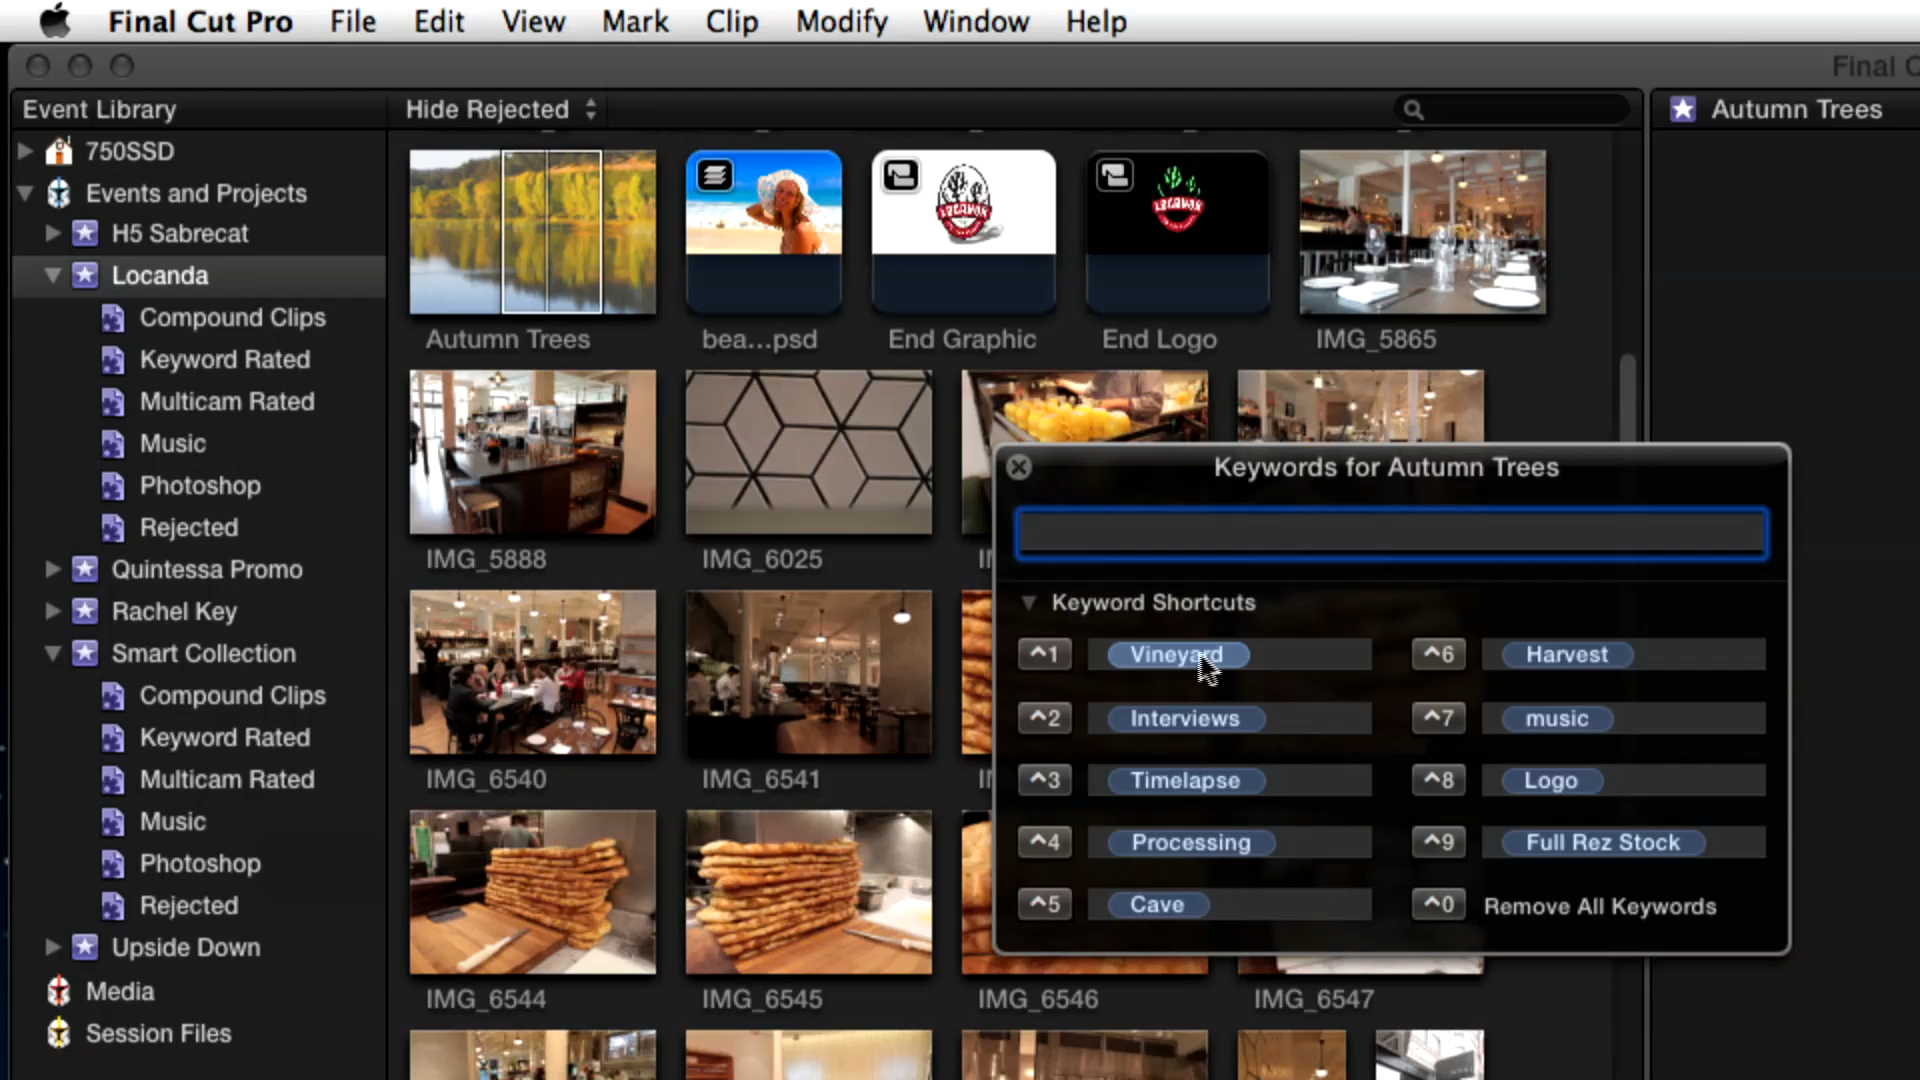 Final Cut Pro File Edit View Mark Clip Modify Window Help
Final C
Event Library
Hide Rejected
Autumn Trees
750SSD
Events and Projects
H5 Sabrecat
Locanda
Compound Clips
Keyword Rated
Multicam Rated
Music
Photoshop
Rejected
Quintessa Promo
Rachel Key
Smart Collection
Compound Clips
Keyword Rated
Multicam Rated
Music
Photoshop
Rejected
Upside Down
Media
Session Files
Autumn Trees
bea...psd
End Graphic
End Logo
IMG_5865
IMG_5888
IMG_6025
IMG_6540
IMG_6541
IMG_6544
IMG_6545
IMG_6546
IMG_6547
Keywords for Autumn Trees
Keyword Shortcuts
^1 Vineyard
^2 Interviews
^3 Timelapse
^4 Processing
^5 Cave
^6 Harvest
^7 music
^8 Logo
^9 Full Rez Stock
^0 Remove All Keywords